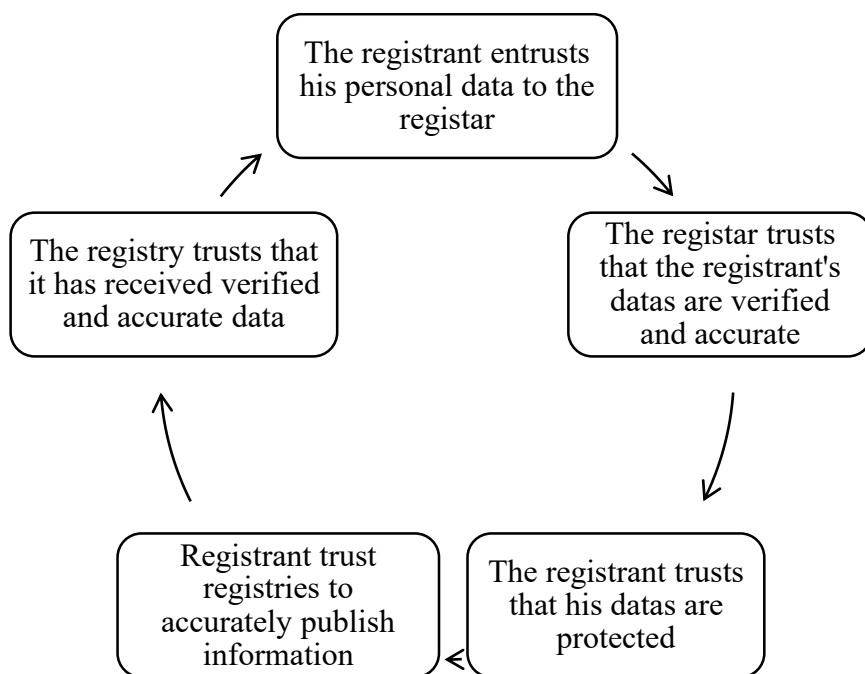 The registrant entrusts
his personal data to the
registar
The registar trusts
that the registrant's
datas are verified
and accurate
The registrant trusts
that his datas are
protected
Registrant trust
registries to
accurately publish
information
The registry trusts that
it has received verified
and accurate data